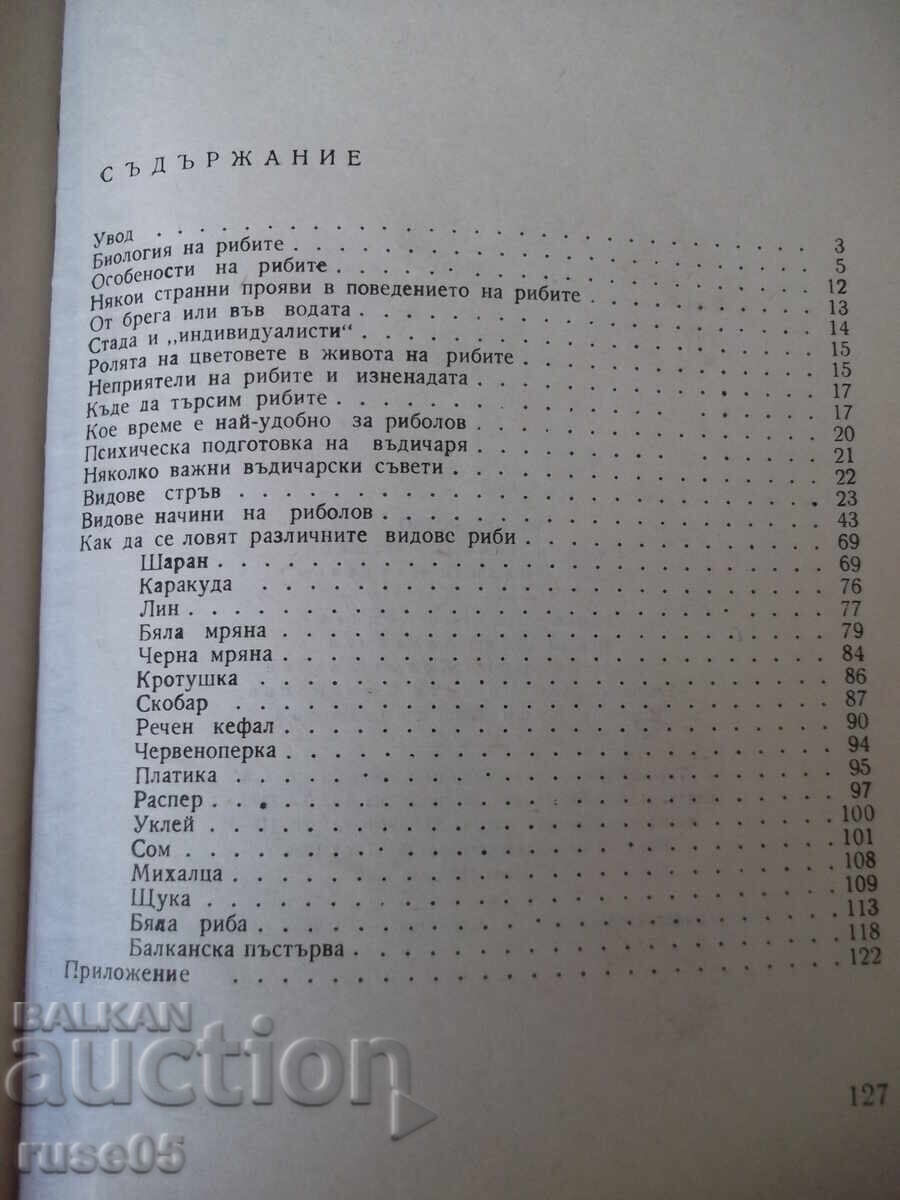 СЪДЪРЖАНИЕ
Увод . . . . . . . . . . 3
Биология на рибите . . . . . . . . . . 5
Особености на рибите . . . . . . . . . . 12
Някои странни прояви в поведението на рибите . . . . . . . . . . 13
От брега или във водата . . . . . . . . . . 14
Стада и „индивидуалисти“ . . . . . . . . . . 15
Ролята на цветовете в живота на рибите . . . . . . . . . . 15
Неприятели на рибите и изненадата . . . . . . . . . . 17
Къде да търсим рибите . . . . . . . . . . 17
Кое време е най-удобно за риболов . . . . . . . . . . 20
Психическа подготовка на въдичаря . . . . . . . . . . 21
Няколко важни въдичарски съвети . . . . . . . . . . 22
Видове стръв . . . . . . . . . . 23
Видове начини на риболов . . . . . . . . . . 43
Как да се ловят различните видове риби . . . . . . . . . . 69
Шаран . . . . . . . . . . 69
Каракуда . . . . . . . . . . 76
Лин . . . . . . . . . . 77
Бяла мряна . . . . . . . . . . 79
Черна мряна . . . . . . . . . . 84
Кротушка . . . . . . . . . . 86
Скобар . . . . . . . . . . 87
Речен кефал . . . . . . . . . . 90
Червеноперка . . . . . . . . . . 94
Платика . . . . . . . . . . 95
Распер . . . . . . . . . . 97
Уклей . . . . . . . . . . 100
Сом . . . . . . . . . . 101
Михалца . . . . . . . . . . 108
Щука . . . . . . . . . . 109
Бяла риба . . . . . . . . . . 113
Балканска пъстърва . . . . . . . . . . 118
Приложение . . . . . . . . . . 122
127
BALKAN
auction
ruse05